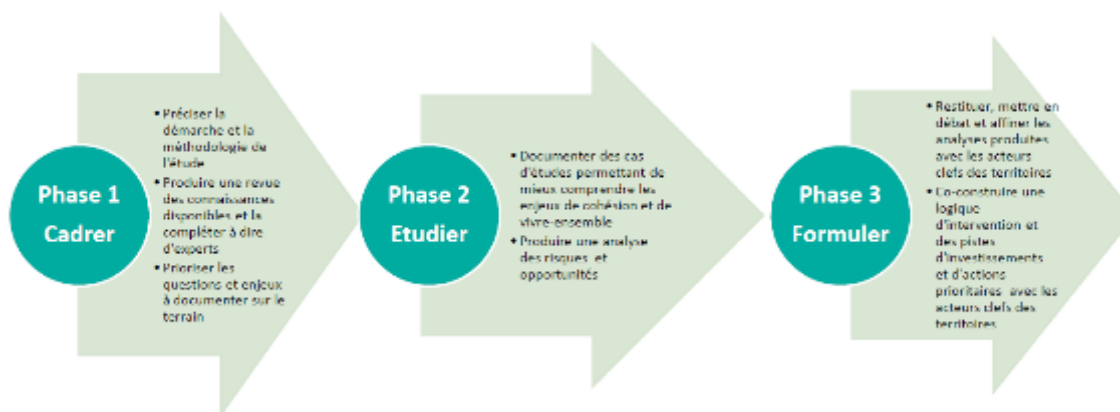 Phase 1
Cadrer
• Préciser la
démarche et la
méthodologie de
l'étude
• Produire une revue
des connaissances
disponibles et la
compléter à dire
d'experts
• Prioriser les
questions et enjeux
à documenter sur le
terrain
Phase 2
Etudier
• Documenter des cas
d'études permettant de
mieux comprendre les
enjeux de cohésion et de
vivre-ensemble
• Produire une analyse
des risques et
opportunités
Phase 3
Formuler
• Restituer, mettre en
débat et affiner les
analyses produites
avec les acteurs
clefs des territoires
• Co-construire une
logique
d'intervention et
des pistes
d'investissements
et d'actions
prioritaires avec les
acteurs clefs des
territoires